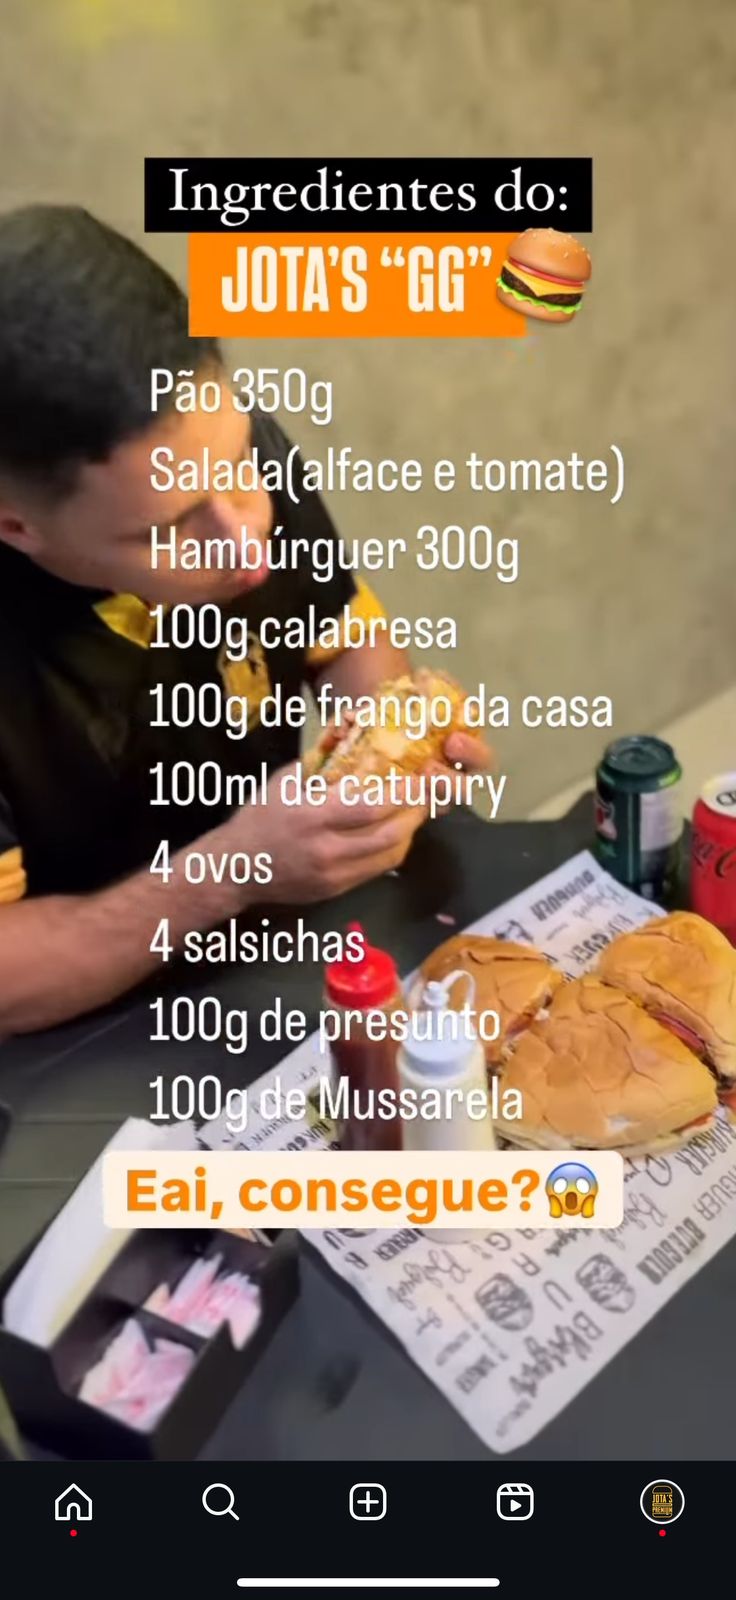 Ingredientes do:
JOTA'S “GG”
Pão 350g
Salada(alface e tomate)
Hambúrguer 300g
100g calabresa
100g de frango da casa
100ml de catupiry
4 ovos
4 salsichas
100g de presunto
100g de Mussarela
Eai, consegue?
JOTA'S
PREMIUM